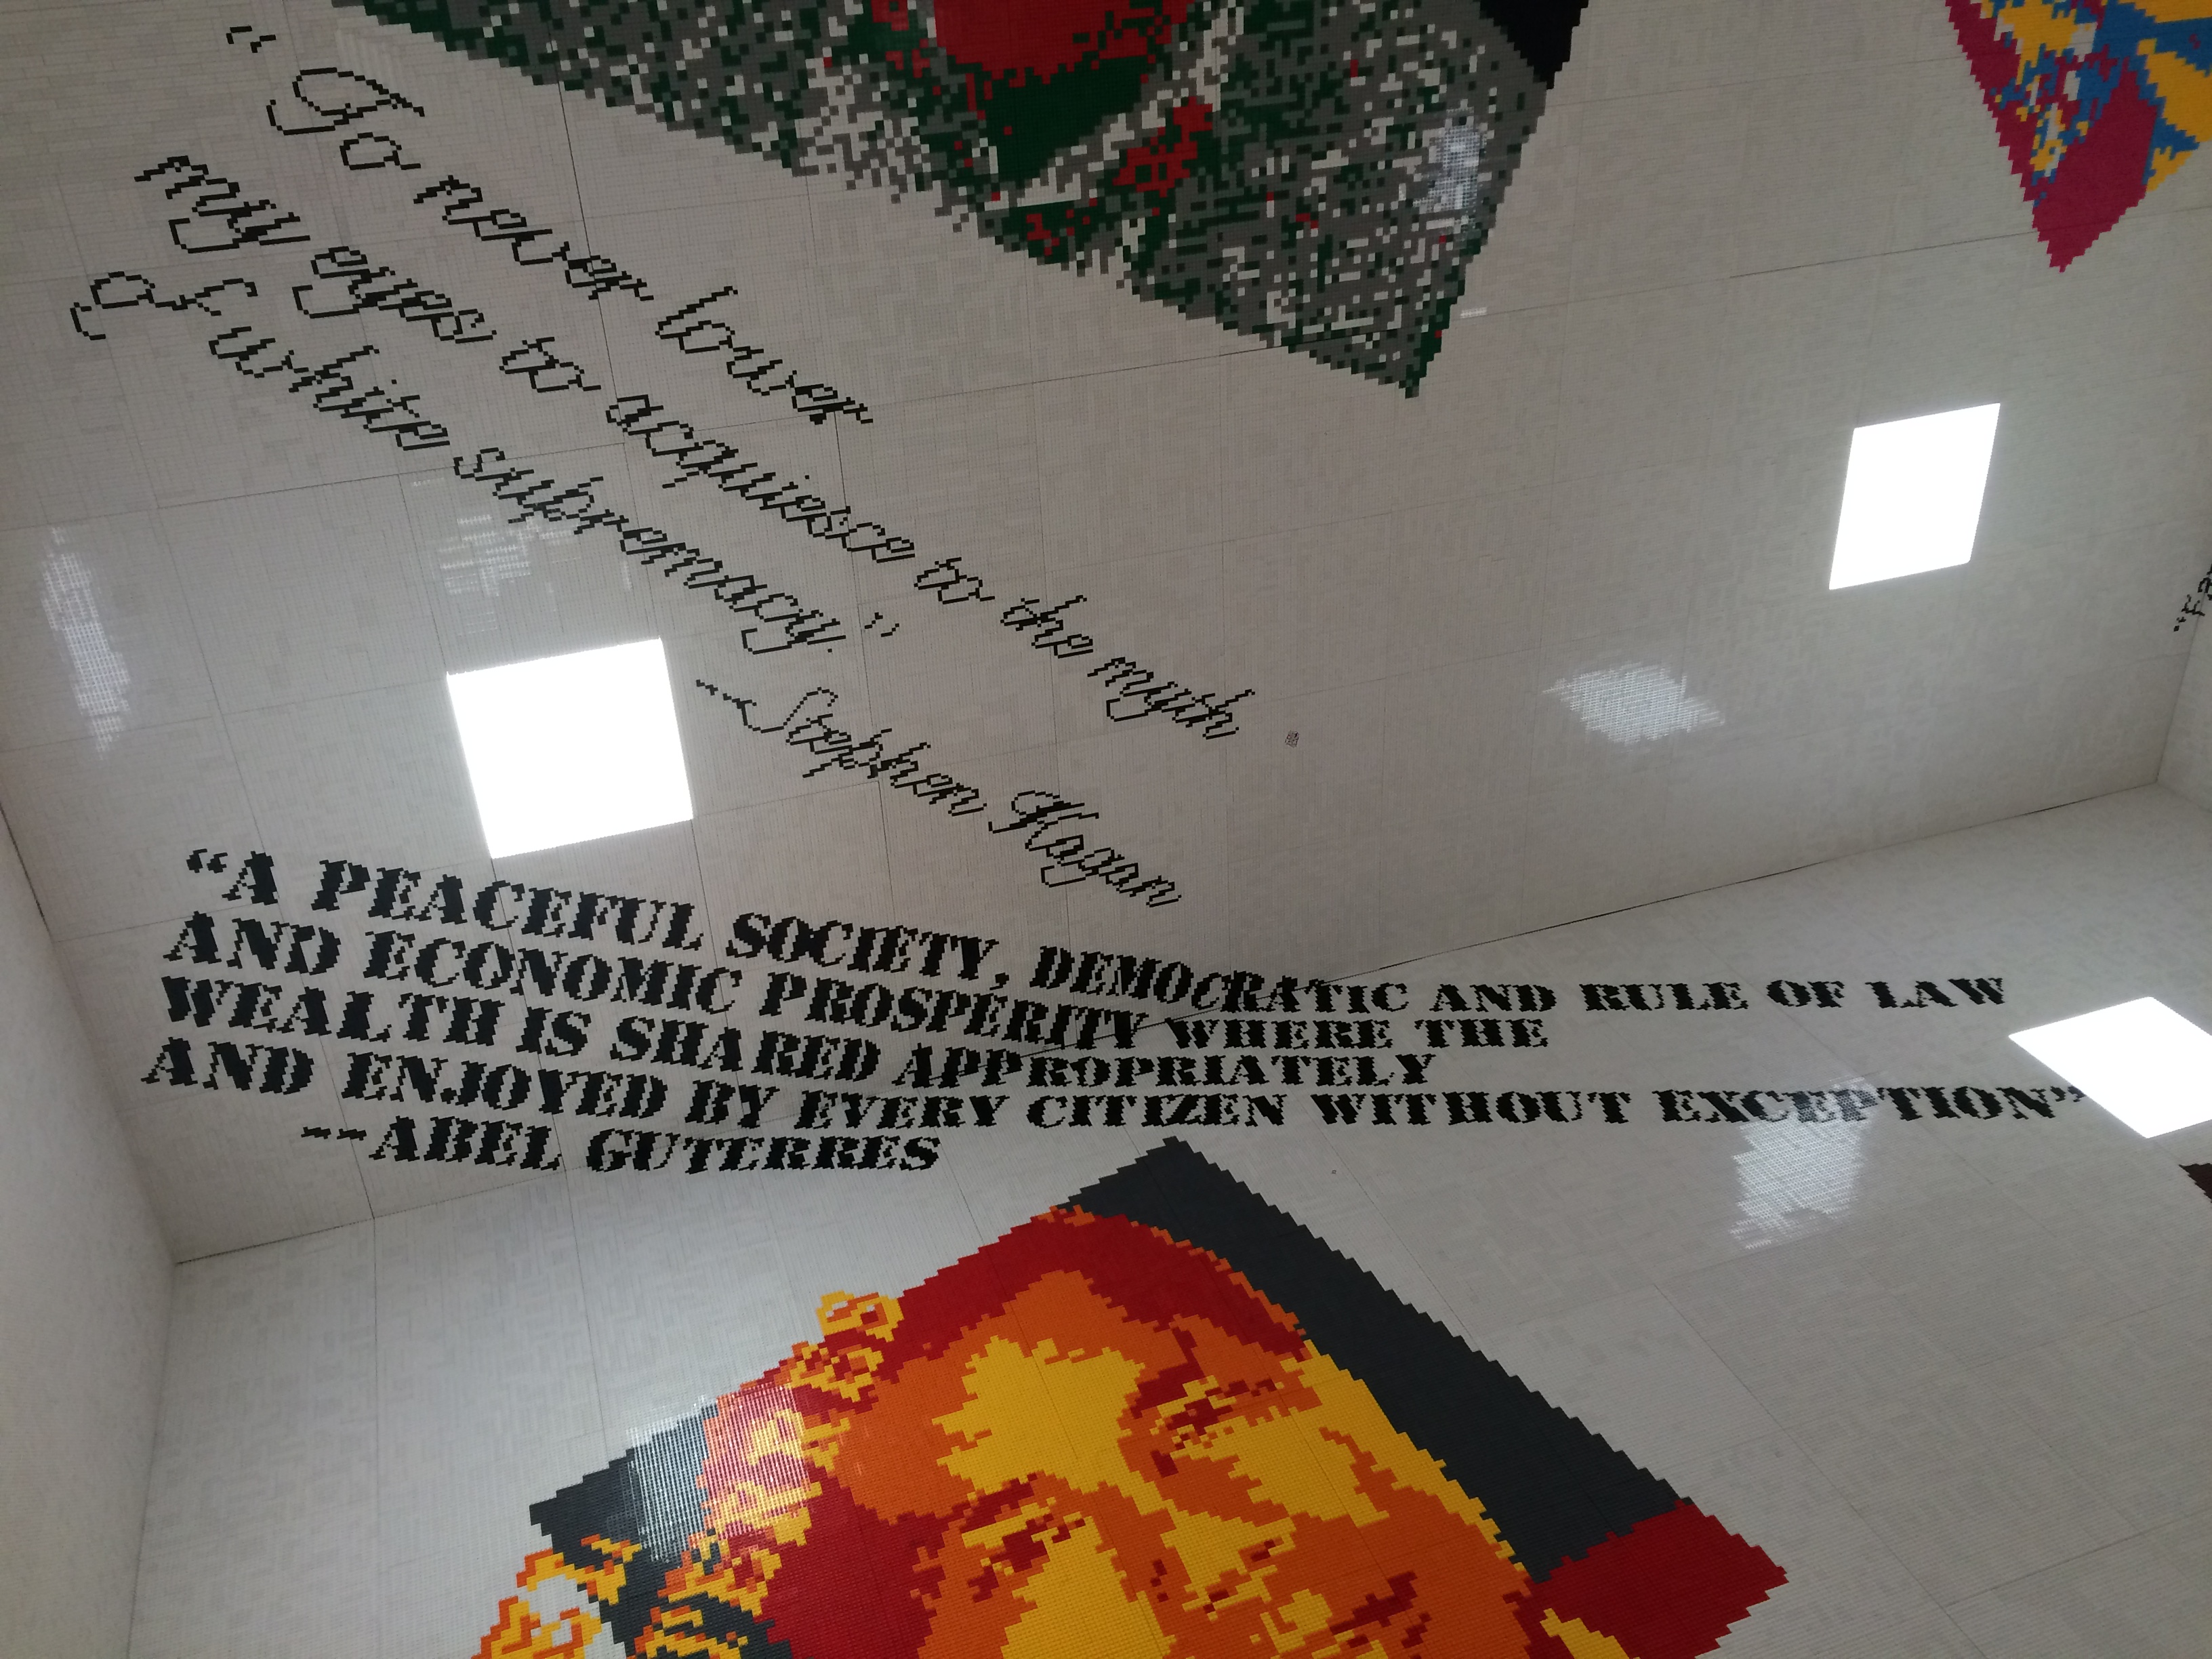 “To never lower
my eyes to acquiesce to the myth
of white supremacy.”
~Stephen Hagan
“A PEACEFUL SOCIETY, DEMOCRATIC AND RULE OF LAW
AND ECONOMIC PROSPERITY WHERE THE
WEALTH IS SHARED APPROPRIATELY
AND ENJOYED BY EVERY CITIZEN WITHOUT EXCEPTION”
--ABEL GUTERRES